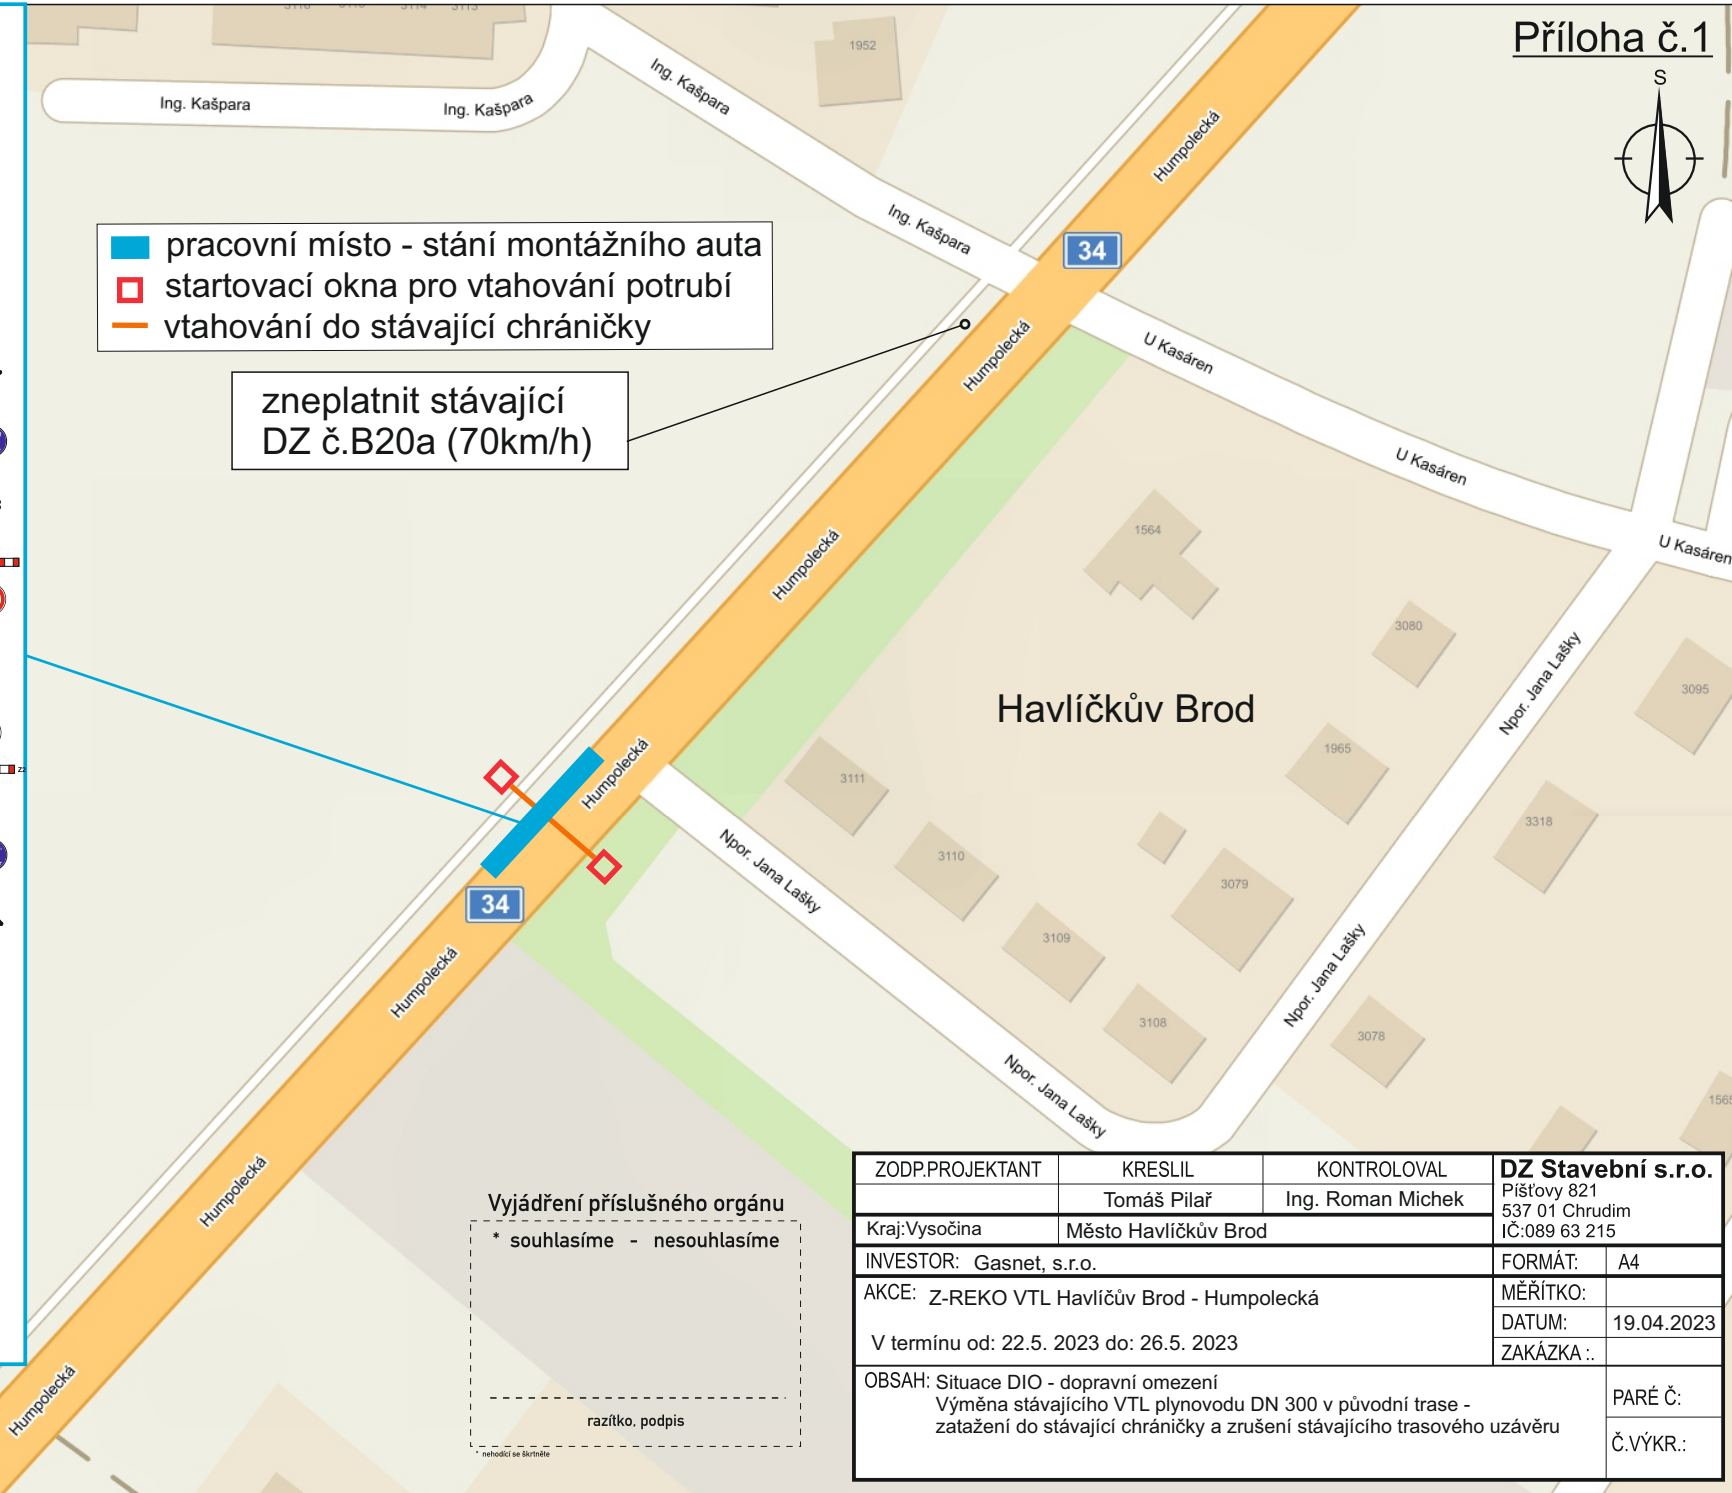 3113
Příloha č.1
S
1952
Ing. Kašpara
Ing. Kašpara
Ing. Kašpara
Ing. Kašpara
Humpolecká
34
pracovní místo - stání montážního auta
startovací okna pro vtahování potrubí
vtahování do stávající chráničky
zneplatnit stávající
DZ č.B20a (70km/h)
Humpolecká
U Kasáren
U Kasáren
U Kasáren
Humpolecká
1564
3080
Npor. Jana Lašky
3095
Havlíčkův Brod
1965
3111
Humpolecká
3318
Npor. Jana Lašky
3110
3079
34
3109
Humpolecká
Npor. Jana Lašky
3108
3078
Npor. Jana Lašky
1565
Humpolecká
Humpolecká
Vyjádření příslušného orgánu
* souhlasíme - nesouhlasíme
razítko, podpis
* nehodící se škrtněte
ZODP.PROJEKTANT KRESLIL KONTROLOVAL DZ Stavební s.r.o.
Tomáš Pilař Ing. Roman Michek
Píšťovy 821
537 01 Chrudim
IČ:089 63 215
Kraj:Vysočina Město Havlíčkův Brod
INVESTOR: Gasnet, s.r.o.
FORMÁT: A4
AKCE: Z-REKO VTL Havlíčův Brod - Humpolecká
V termínu od: 22.5. 2023 do: 26.5. 2023
MĚŘÍTKO:
DATUM: 19.04.2023
ZAKÁZKA :.
OBSAH: Situace DIO - dopravní omezení
Výměna stávajícího VTL plynovodu DN 300 v původní trase -
zatažení do stávající chráničky a zrušení stávajícího trasového uzávěru
PARÉ Č:
Č.VÝKR.: